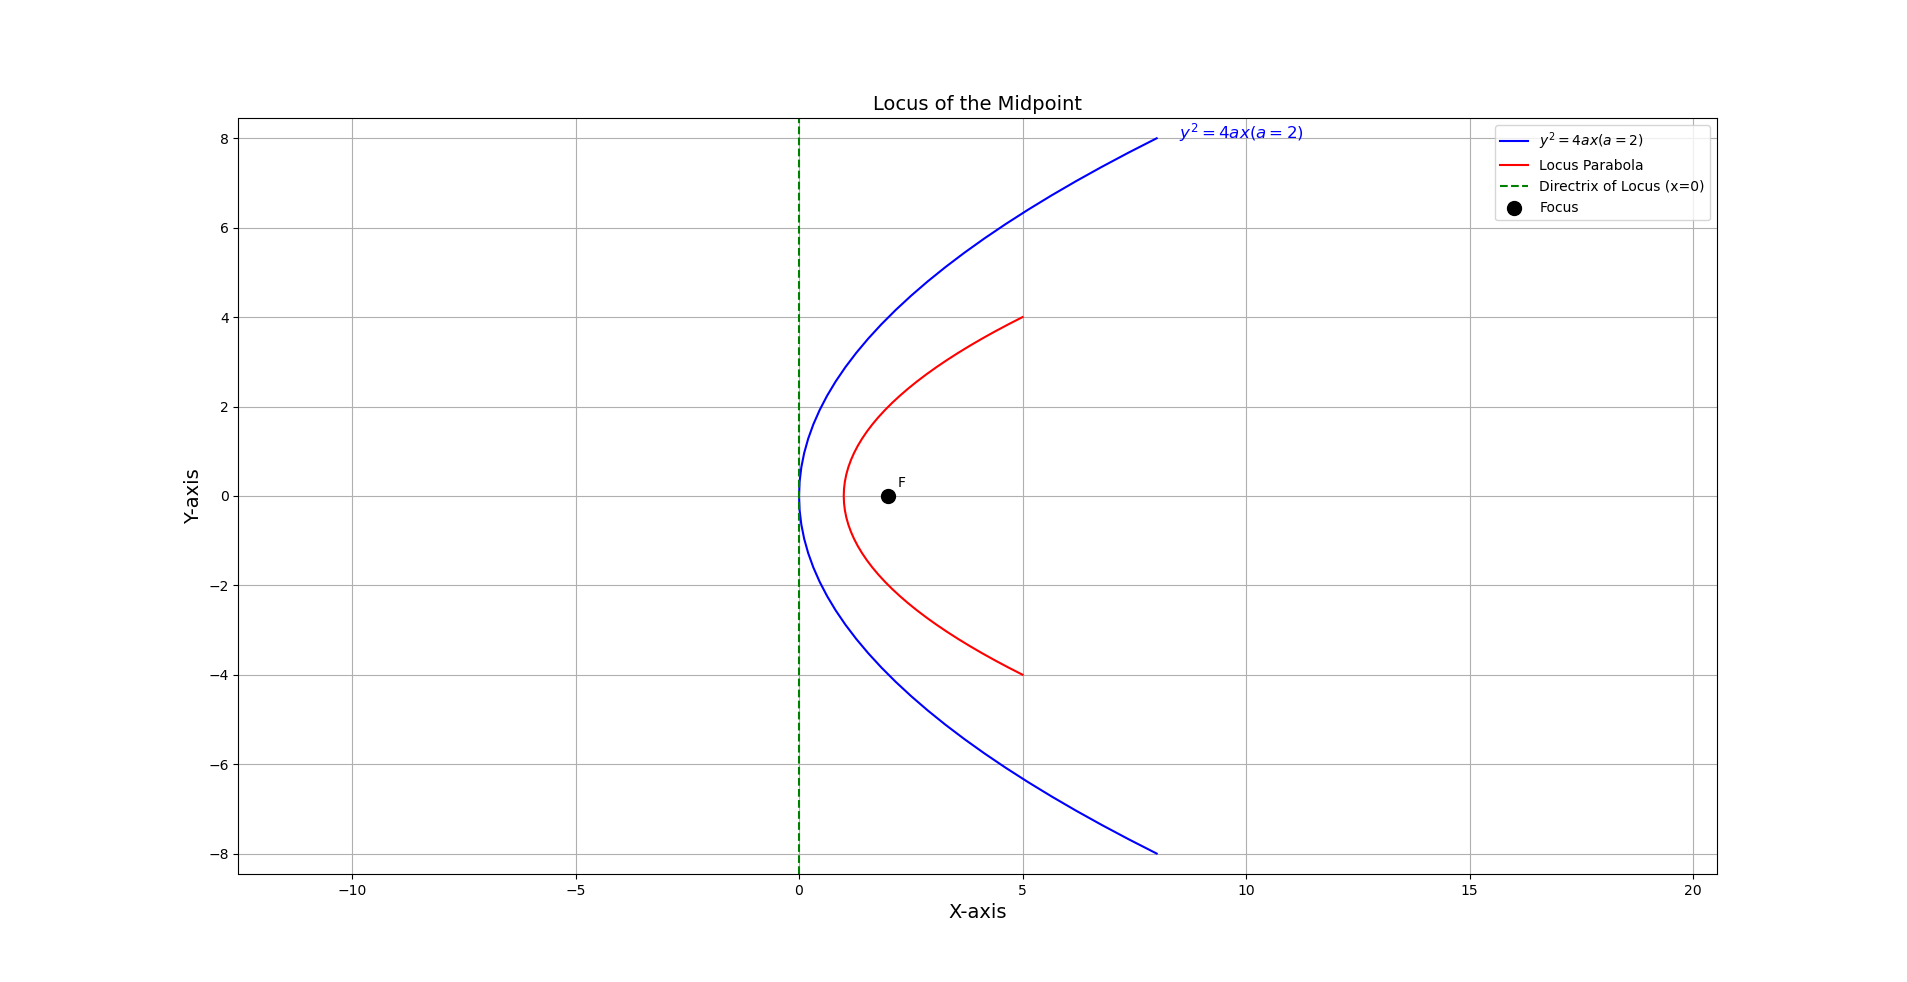 Locus of the Midpoint
y² = 4ax(a = 2)
y² = 4ax(a = 2)
Locus Parabola
Directrix of Locus (x=0)
Focus
8
6
4
2
0
−2
−4
−6
−8
Y-axis
F
−10
−5
0
5
10
15
20
X-axis